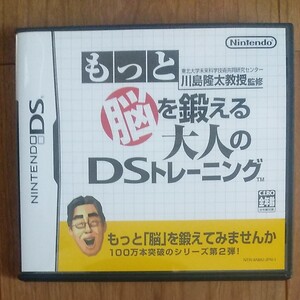 Nintendo
もっと
東北大学未来科学技術共同研究センター
川島隆太教授 監修
脳を鍛える
大人の
DSトレーニング™
NINTENDO DS™
CERO
もっと「脳」を鍛えてみませんか
100万本突破のシリーズ第2弾!